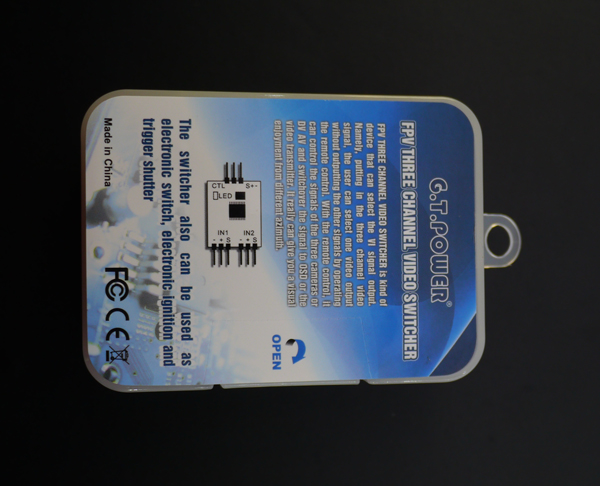 G.T.POWER®
FPV THREE CHANNEL VIDEO SWITCHER
FPV THREE CHANNEL VIDEO SWITCHER is kind of
device that can select the VI signal output.
Namely, putting in the three channel video
signal, the user can select one video output
without outputting the other signals by operating
the remote control. With the remote control, it
can control the signals of the three cameras or
DV AV and switchover the signal to OSD or the
video transmitter. It really can give you a visual
enjoyment from different azimuth.
OPEN
CTL S+-
LED
IN1 IN2
- + S - + S
The switcher also can be used as
electronic switch, electronic ignition and
trigger shutter
Made in China
FC CE